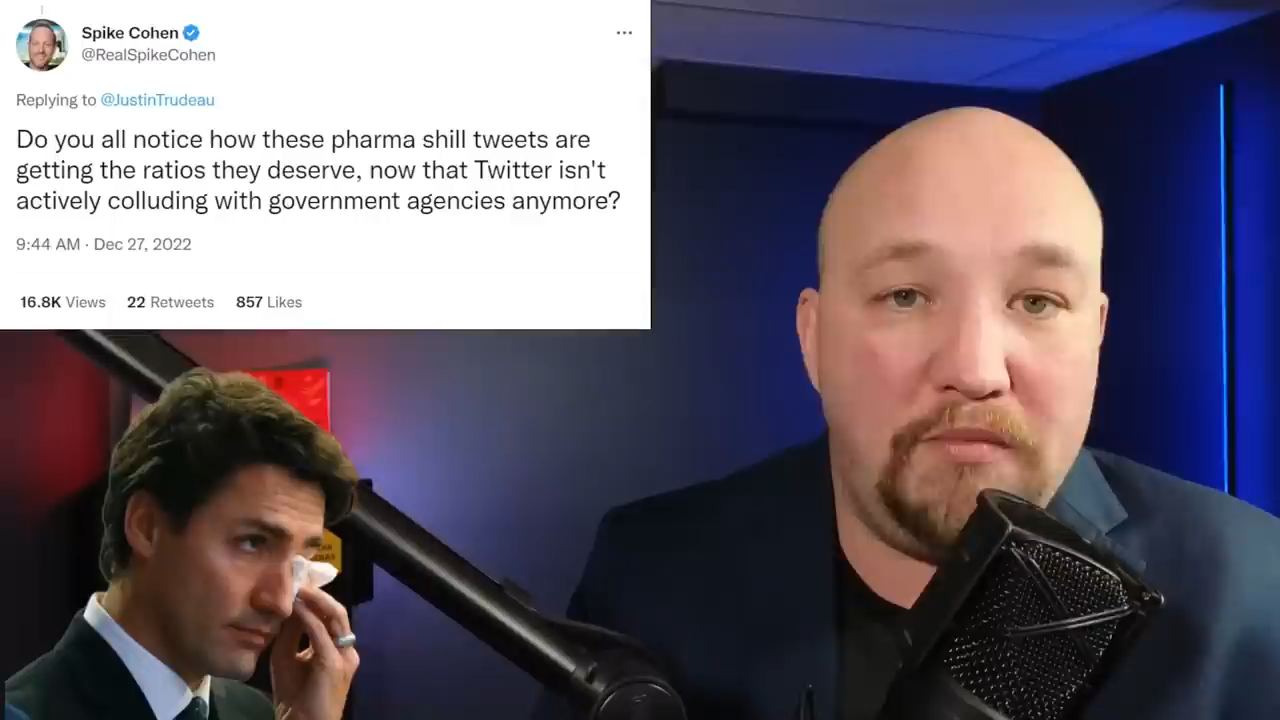 Spike Cohen
@RealSpikeCohen
Replying to @JustinTrudeau
Do you all notice how these pharma shill tweets are
getting the ratios they deserve, now that Twitter isn't
actively colluding with government agencies anymore?
9:44 AM · Dec 27, 2022
16.8K Views 22 Retweets 857 Likes